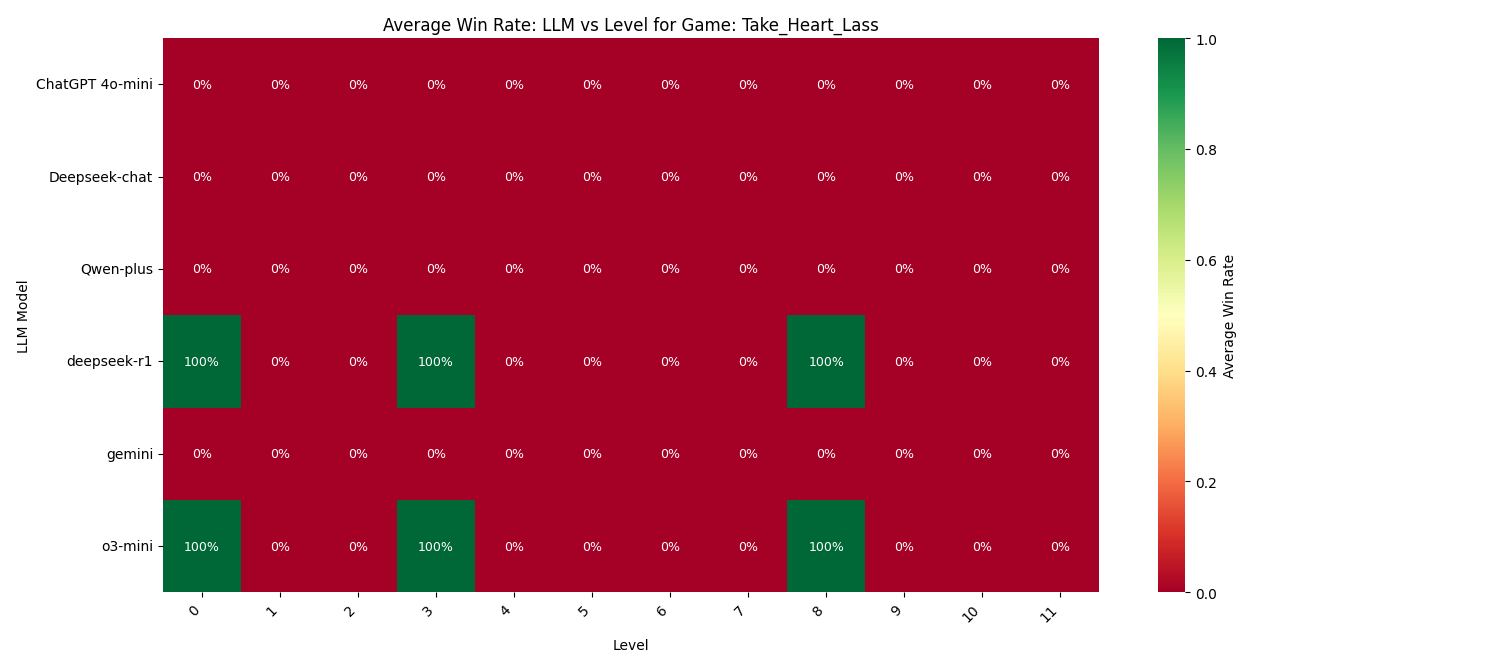 Average Win Rate: LLM vs Level for Game: Take_Heart_Lass
LLM Model
ChatGPT 4o-mini 0% 0% 0% 0% 0% 0% 0% 0% 0% 0% 0% 0%
Deepseek-chat 0% 0% 0% 0% 0% 0% 0% 0% 0% 0% 0% 0%
Qwen-plus 0% 0% 0% 0% 0% 0% 0% 0% 0% 0% 0% 0%
deepseek-r1 100% 0% 0% 100% 0% 0% 0% 0% 100% 0% 0% 0%
gemini 0% 0% 0% 0% 0% 0% 0% 0% 0% 0% 0% 0%
o3-mini 100% 0% 0% 100% 0% 0% 0% 0% 100% 0% 0% 0%
0 1 2 3 4 5 6 7 8 9 10 11
Level
1.0
0.8
0.6
0.4
0.2
0.0
Average Win Rate